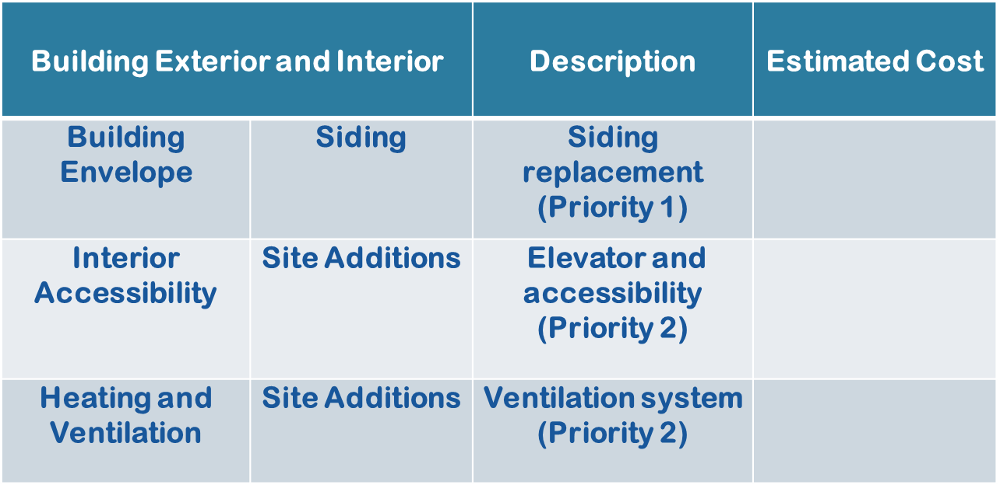 Building Exterior and Interior
Description
Estimated Cost
Building
Envelope
Siding
Siding
replacement
(Priority 1)
Interior
Accessibility
Site Additions
Elevator and
accessibility
(Priority 2)
Heating and
Ventilation
Site Additions
Ventilation system
(Priority 2)